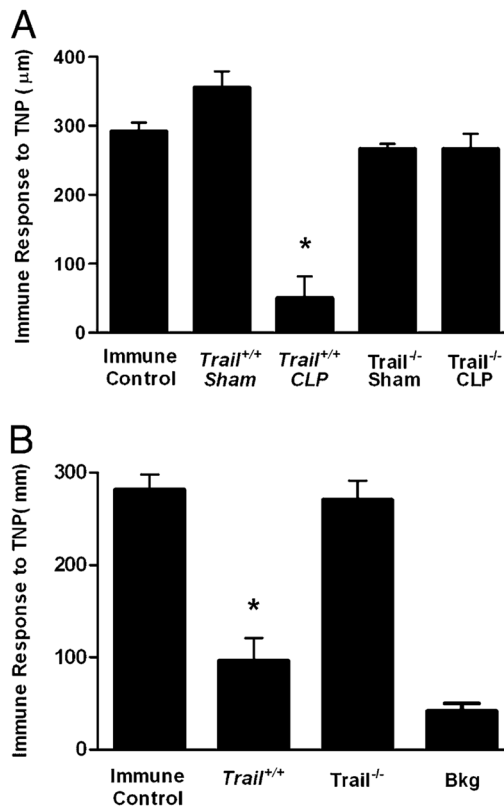 A
Immune Response to TNP ( μm)
400
300
200
100
0
*
Immune Control
Trail+/+ Sham
Trail+/+ CLP
Trail-/- Sham
Trail-/- CLP
B
Immune Response to TNP( mm)
300
200
100
0
*
Immune Control
Trail+/+
Trail-/-
Bkg